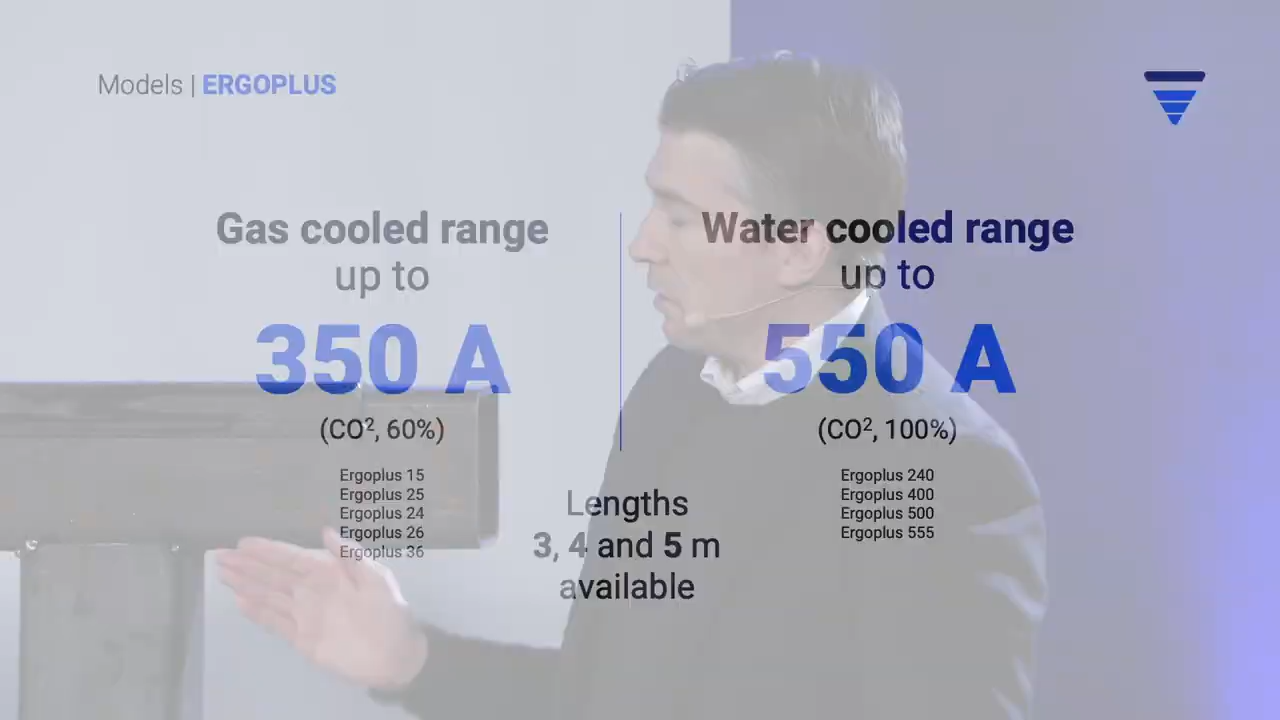 Models | ERGOPLUS
Gas cooled range
up to
350 A
(CO², 60%)
Ergoplus 15
Ergoplus 25
Ergoplus 24
Ergoplus 26
Ergoplus 36
Water cooled range
up to
550 A
(CO², 100%)
Ergoplus 240
Ergoplus 400
Ergoplus 500
Ergoplus 555
Lengths
3, 4 and 5 m
available